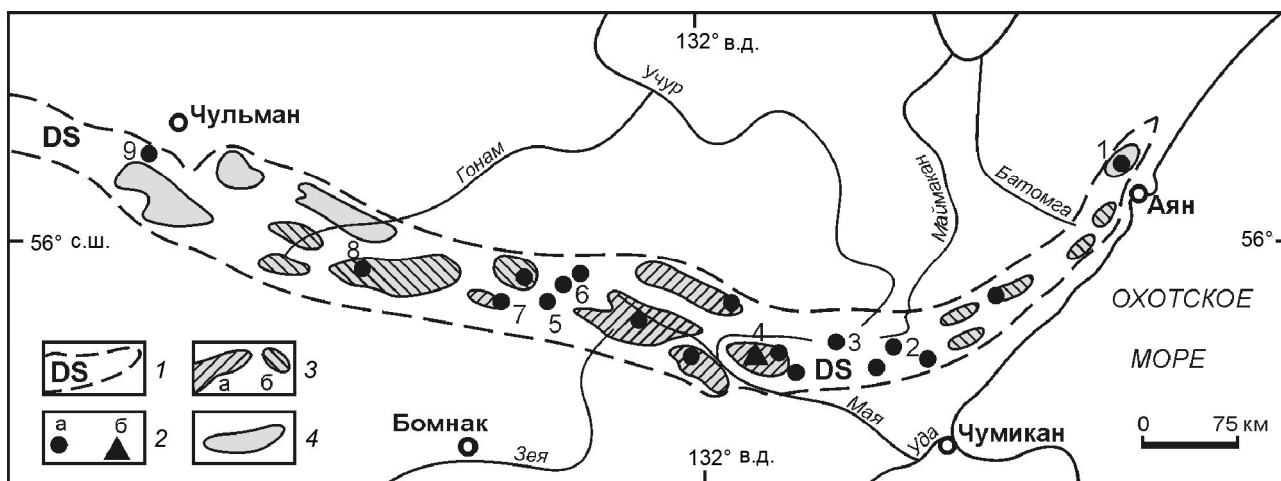 132° в.д.
Учур
Чульман
DS
9
Гонам
Маймакан
Батомга
1
Аян
56° с.ш.
56°
8
6
7
5
ОХОТСКОЕ
МОРЕ
4
3
2
DS
DS
1
а
б
3
а
б
2
4
Бомнак
Зея
132° в.д.
Мая
Уда
Чумикан
0
75 км